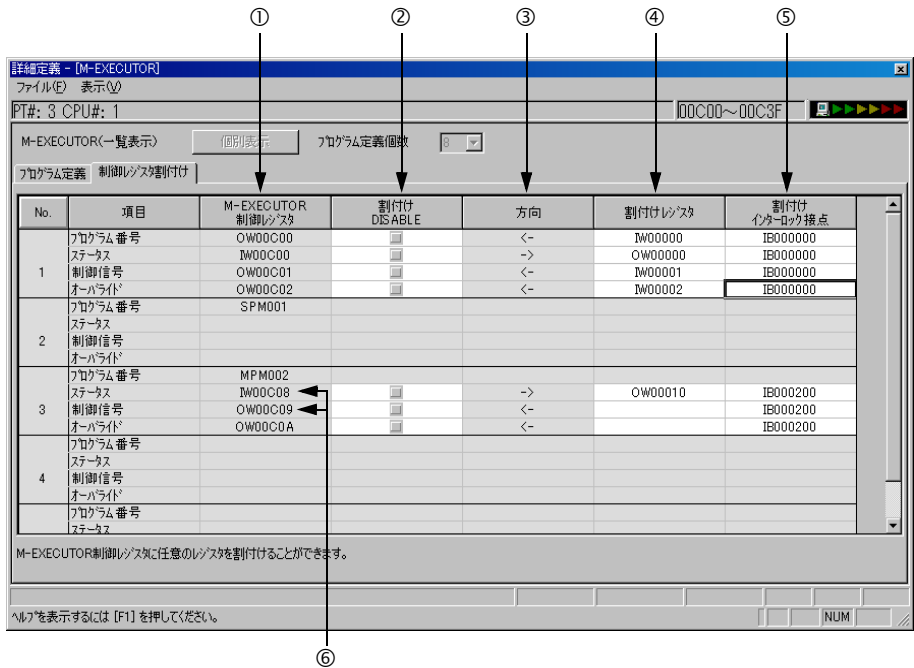 ① ② ③ ④ ⑤
詳細定義 - [M-EXECUTOR]
ファイル(F) 表示(V)
PT#: 3 CPU#: 1 00C00～00C3F
M-EXECUTOR(一覧表示) 個別表示 プログラム定義個数 8
プログラム定義 制御レジスタ割付け
No. 項目 M-EXECUTOR 制御レジスタ 割付け DISABLE 方向 割付けレジスタ 割付け インターロック接点
プログラム番号 OW00C00 <- IW00000 IB000000
ステータス IW00C00 -> OW00000 IB000000
1 制御信号 OW00C01 <- IW00001 IB000000
オーバライド OW00C02 <- IW00002 IB000000
プログラム番号 SPM001
ステータス
2 制御信号
オーバライド
プログラム番号 MPM002
ステータス IW00C08 -> OW00010 IB000200
3 制御信号 OW00C09 <- IB000200
オーバライド OW00C0A <- IB000200
プログラム番号
ステータス
4 制御信号
オーバライド
プログラム番号
ステータス
M-EXECUTOR制御レジスタに任意のレジスタを割付けることができます。
ヘルプを表示するには [F1] を押してください。 NUM
⑥